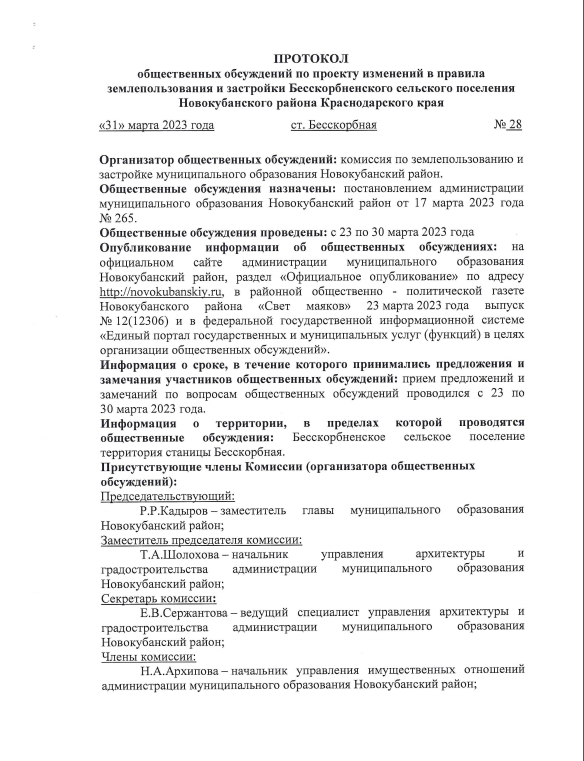 ПРОТОКОЛ
общественных обсуждений по проекту изменений в правила
землепользования и застройки Бесскорбненского сельского поселения
Новокубанского района Краснодарского края
«31» марта 2023 года ст. Бесскорбная № 28
Организатор общественных обсуждений: комиссия по землепользованию и
застройке муниципального образования Новокубанский район.
Общественные обсуждения назначены: постановлением администрации
муниципального образования Новокубанский район от 17 марта 2023 года
№ 265.
Общественные обсуждения проведены: с 23 по 30 марта 2023 года
Опубликование информации об общественных обсуждениях: на
официальном сайте администрации муниципального образования
Новокубанский район, раздел «Официальное опубликование» по адресу
http://novokubanskiy.ru, в районной общественно - политической газете
Новокубанского района «Свет маяков» 23 марта 2023 года выпуск
№ 12(12306) и в федеральной государственной информационной системе
«Единый портал государственных и муниципальных услуг (функций) в целях
организации общественных обсуждений».
Информация о сроке, в течение которого принимались предложения и
замечания участников общественных обсуждений: прием предложений и
замечаний по вопросам общественных обсуждений проводился с 23 по
30 марта 2023 года.
Информация о территории, в пределах которой проводятся
общественные обсуждения: Бесскорбненское сельское поселение
территория станицы Бесскорбная.
Присутствующие члены Комиссии (организатора общественных
обсуждений):
Председательствующий:
Р.Р.Кадыров – заместитель главы муниципального образования
Новокубанский район;
Заместитель председателя комиссии:
Т.А.Шолохова – начальник управления архитектуры и
градостроительства администрации муниципального образования
Новокубанский район;
Секретарь комиссии:
Е.В.Сержантова – ведущий специалист управления архитектуры и
градостроительства администрации муниципального образования
Новокубанский район;
Члены комиссии:
Н.А.Архипова – начальник управления имущественных отношений
администрации муниципального образования Новокубанский район;